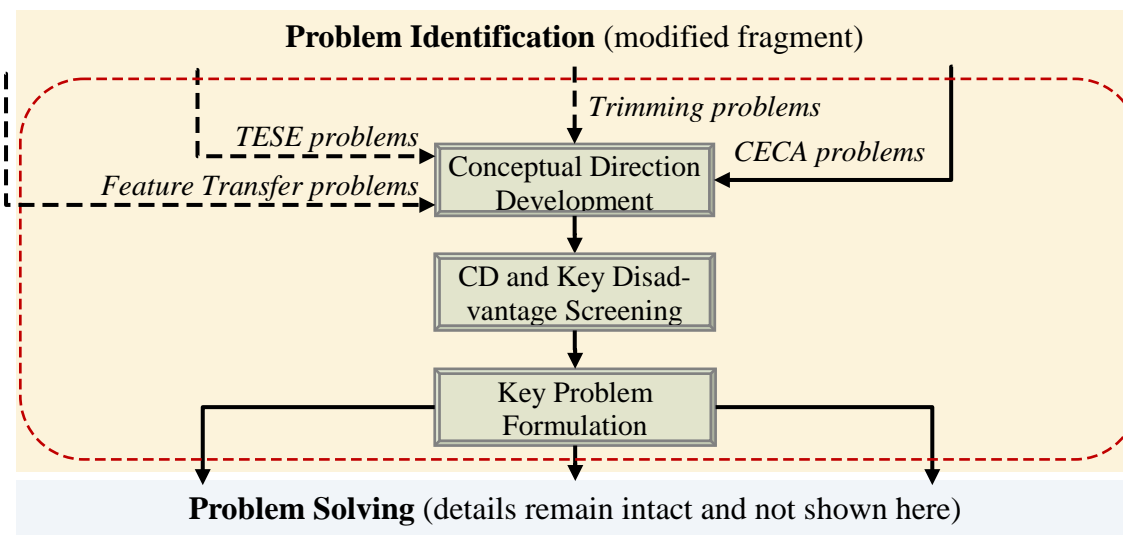 Problem Identification (modified fragment)
Trimming problems
TESE problems
CECA problems
Feature Transfer problems
Conceptual Direction
Development
CD and Key Disad-
vantage Screening
Key Problem
Formulation
Problem Solving (details remain intact and not shown here)